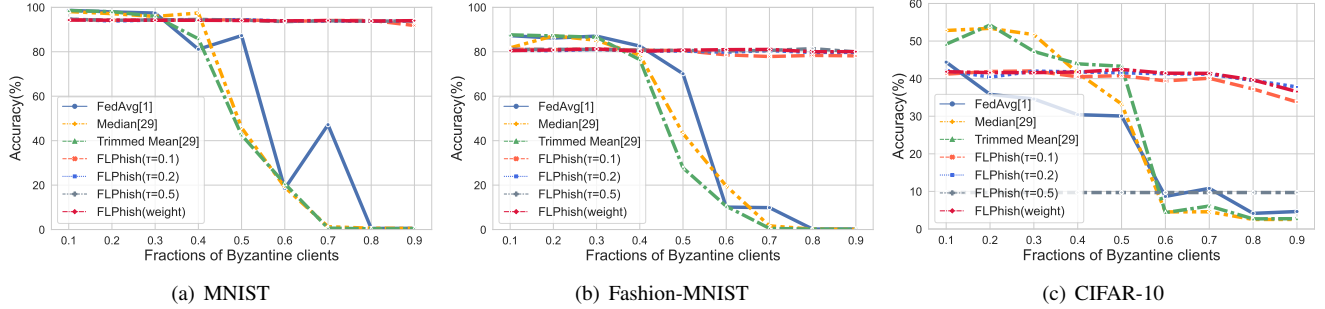 100
80
60
40
20
0
Accuracy(%)
FedAvg[1]
Median[29]
Trimmed Mean[29]
FLPhish(τ=0.1)
FLPhish(τ=0.2)
FLPhish(τ=0.5)
FLPhish(weight)
0.1 0.2 0.3 0.4 0.5 0.6 0.7 0.8 0.9
Fractions of Byzantine clients
(a) MNIST
100
80
60
40
20
0
Accuracy(%)
FedAvg[1]
Median[29]
Trimmed Mean[29]
FLPhish(τ=0.1)
FLPhish(τ=0.2)
FLPhish(τ=0.5)
FLPhish(weight)
0.1 0.2 0.3 0.4 0.5 0.6 0.7 0.8 0.9
Fractions of Byzantine clients
(b) Fashion-MNIST
60
50
40
30
20
10
0
Accuracy(%)
FedAvg[1]
Median[29]
Trimmed Mean[29]
FLPhish(τ=0.1)
FLPhish(τ=0.2)
FLPhish(τ=0.5)
FLPhish(weight)
0.1 0.2 0.3 0.4 0.5 0.6 0.7 0.8 0.9
Fractions of Byzantine clients
(c) CIFAR-10